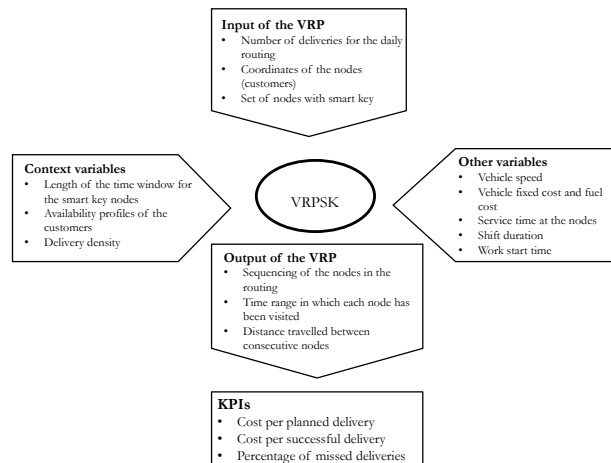 Input of the VRP
• Number of deliveries for the daily
routing
• Coordinates of the nodes
(customers)
• Set of nodes with smart key
Context variables
• Length of the time window for
the smart key nodes
• Availability profiles of the
customers
• Delivery density
VRPSK
Other variables
• Vehicle speed
• Vehicle fixed cost and fuel
cost
• Service time at the nodes
• Shift duration
• Work start time
Output of the VRP
• Sequencing of the nodes in the
routing
• Time range in which each node has
been visited
• Distance travelled between
consecutive nodes
KPIs
• Cost per planned delivery
• Cost per successful delivery
• Percentage of missed deliveries